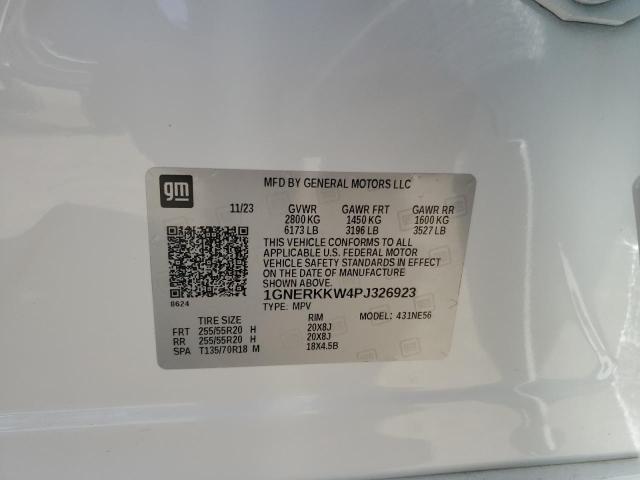 gm
MFD BY GENERAL MOTORS LLC
11/23 GVWR GAWR FRT GAWR RR
2800 KG 1450 KG 1600 KG
6173 LB 3196 LB 3527 LB
THIS VEHICLE CONFORMS TO ALL
APPLICABLE U.S. FEDERAL MOTOR
VEHICLE SAFETY STANDARDS IN EFFECT
ON THE DATE OF MANUFACTURE SHOWN ABOVE.
1GNERKKW4PJ326923
8624
TYPE: MPV
TIRE SIZE RIM MODEL: 431NE56
FRT 255/55R20 H 20X8J
RR 255/55R20 H 20X8J
SPA T135/70R18 M 18X4.5B